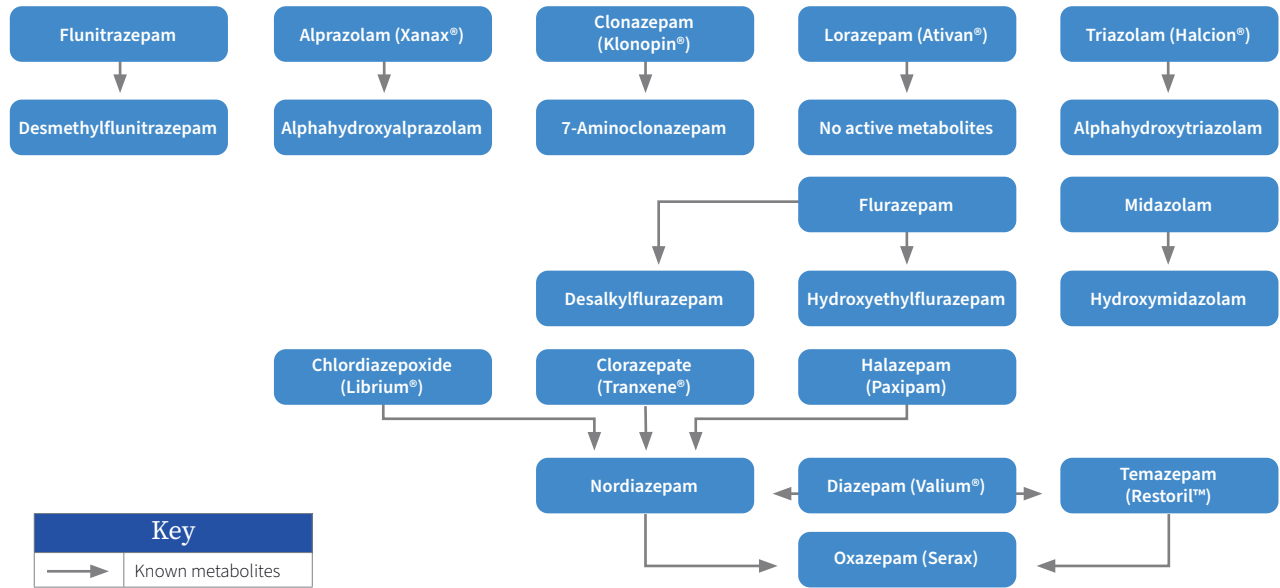 Flunitrazepam
Alprazolam (Xanax®)
Clonazepam
(Klonopin®)
Lorazepam (Ativan®)
Triazolam (Halcion®)
Desmethylflunitrazepam
Alphahydroxyalprazolam
7-Aminoclonazepam
No active metabolites
Alphahydroxytriazolam
Flurazepam
Midazolam
Desalkylflurazepam
Hydroxyethylflurazepam
Hydroxymidazolam
Chlordiazepoxide
(Librium®)
Clorazepate
(Tranxene®)
Halazepam
(Paxipam)
Nordiazepam
Diazepam (Valium®)
Temazepam
(Restoril™)
Oxazepam (Serax)
Key
Known metabolites